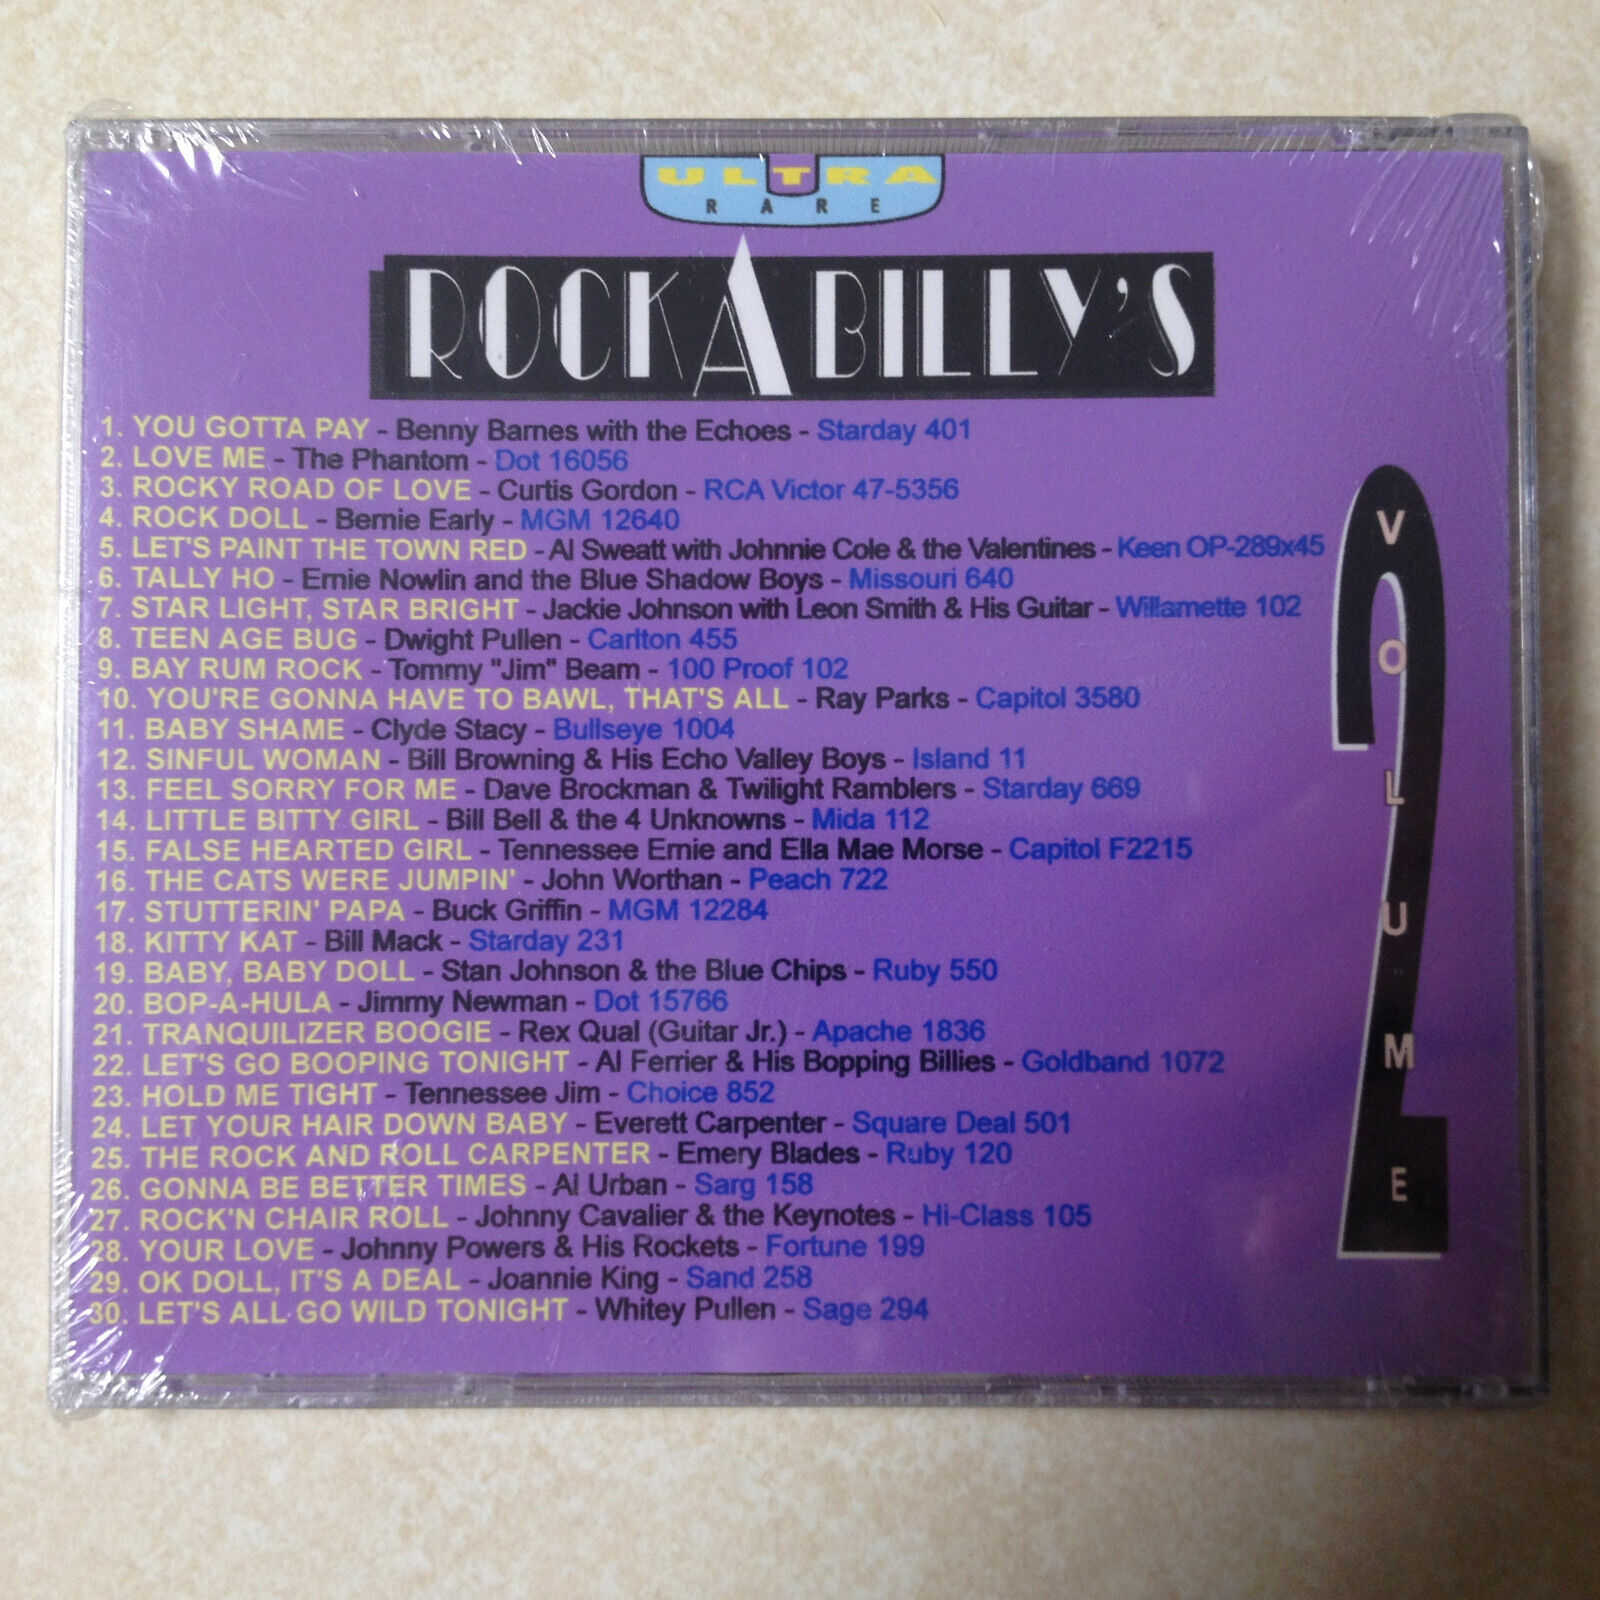 ULTRA
RARE
ROCKABILLY'S
1. YOU GOTTA PAY - Benny Barnes with the Echoes - Starday 401
2. LOVE ME - The Phantom - Dot 16056
3. ROCKY ROAD OF LOVE - Curtis Gordon - RCA Victor 47-5356
4. ROCK DOLL - Bernie Early - MGM 12640
5. LET'S PAINT THE TOWN RED - Al Sweatt with Johnnie Cole & the Valentines - Keen OP-289x45
6. TALLY HO - Ernie Nowlin and the Blue Shadow Boys - Missouri 640
7. STAR LIGHT, STAR BRIGHT - Jackie Johnson with Leon Smith & His Guitar - Willamette 102
8. TEEN AGE BUG - Dwight Pullen - Carlton 455
9. BAY RUM ROCK - Tommy "Jim" Beam - 100 Proof 102
10. YOU'RE GONNA HAVE TO BAWL, THAT'S ALL - Ray Parks - Capitol 3580
11. BABY SHAME - Clyde Stacy - Bullseye 1004
12. SINFUL WOMAN - Bill Browning & His Echo Valley Boys - Island 11
13. FEEL SORRY FOR ME - Dave Brockman & Twilight Ramblers - Starday 669
14. LITTLE BITTY GIRL - Bill Bell & the 4 Unknowns - Mida 112
15. FALSE HEARTED GIRL - Tennessee Ernie and Ella Mae Morse - Capitol F2215
16. THE CATS WERE JUMPIN' - John Worthan - Peach 722
17. STUTTERIN' PAPA - Buck Griffin - MGM 12284
18. KITTY KAT - Bill Mack - Starday 231
19. BABY, BABY DOLL - Stan Johnson & the Blue Chips - Ruby 550
20. BOP-A-HULA - Jimmy Newman - Dot 15766
21. TRANQUILIZER BOOGIE - Rex Qual (Guitar Jr.) - Apache 1836
22. LET'S GO BOOPING TONIGHT - Al Ferrier & His Bopping Billies - Goldband 1072
23. HOLD ME TIGHT - Tennessee Jim - Choice 852
24. LET YOUR HAIR DOWN BABY - Everett Carpenter - Square Deal 501
25. THE ROCK AND ROLL CARPENTER - Emery Blades - Ruby 120
26. GONNA BE BETTER TIMES - Al Urban - Sarg 158
27. ROCK'N CHAIR ROLL - Johnny Cavalier & the Keynotes - Hi-Class 105
28. YOUR LOVE - Johnny Powers & His Rockets - Fortune 199
29. OK DOLL, IT'S A DEAL - Joannie King - Sand 258
30. LET'S ALL GO WILD TONIGHT - Whitey Pullen - Sage 294
2
VOLUME